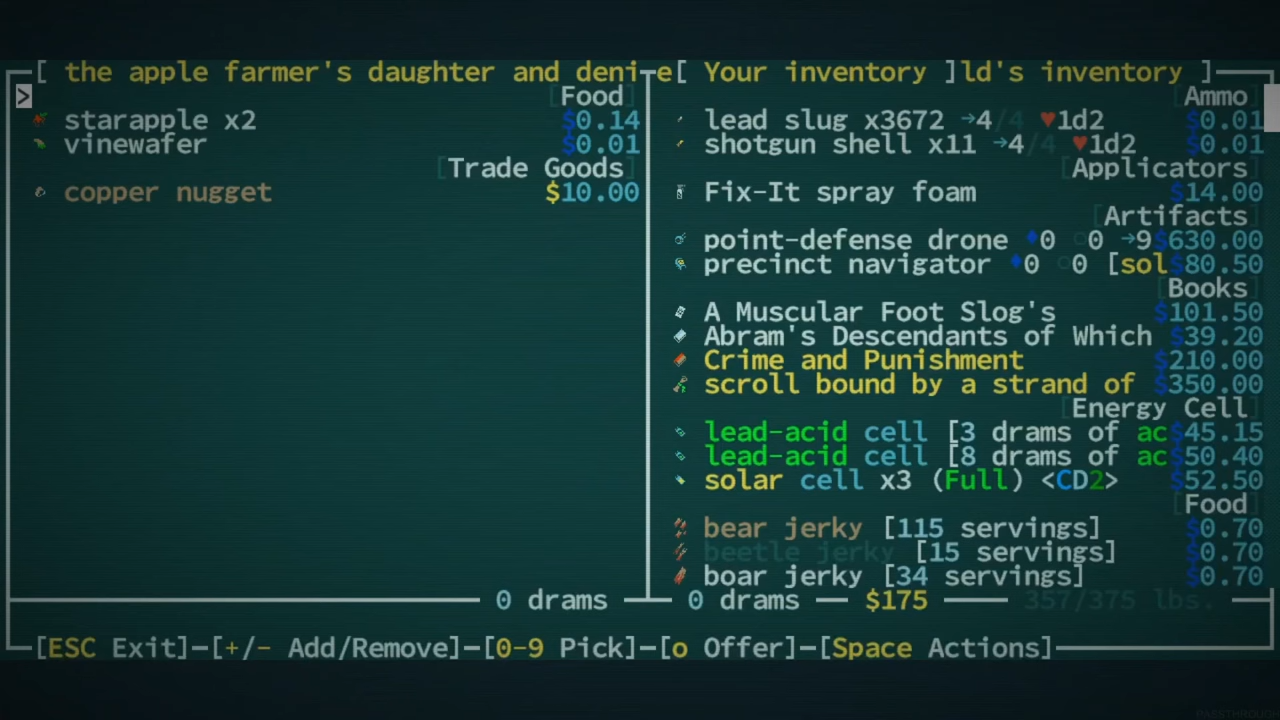 [ the apple farmer's daughter and deni e[ Your inventory ]ld's inventory ]
> [Food]
starapple x2 $0.14
vinewafer $0.01
[Trade Goods]
copper nugget $10.00
[Ammo]
lead slug x3672 →4/4 ♥1d2 $0.01
shotgun shell x11 →4/4 ♥1d2 $0.01
[Applicators]
Fix-It spray foam $14.00
[Artifacts]
point-defense drone ♦0 ○0 →9 $630.00
precinct navigator ♦0 ○0 [sol $80.50
[Books]
A Muscular Foot Slog's $101.50
Abram's Descendants of Which $39.20
Crime and Punishment $210.00
scroll bound by a strand of $350.00
[Energy Cell]
lead-acid cell [3 drams of ac $45.15
lead-acid cell [8 drams of ac $50.40
solar cell x3 (Full) <CD2> $52.50
[Food]
bear jerky [115 servings] $0.70
beetle jerky [15 servings] $0.70
boar jerky [34 servings] $0.70
0 drams 0 drams $175 357/375 lbs.
[ESC Exit]-[+/- Add/Remove]-[0-9 Pick]-[o Offer]-[Space Actions]